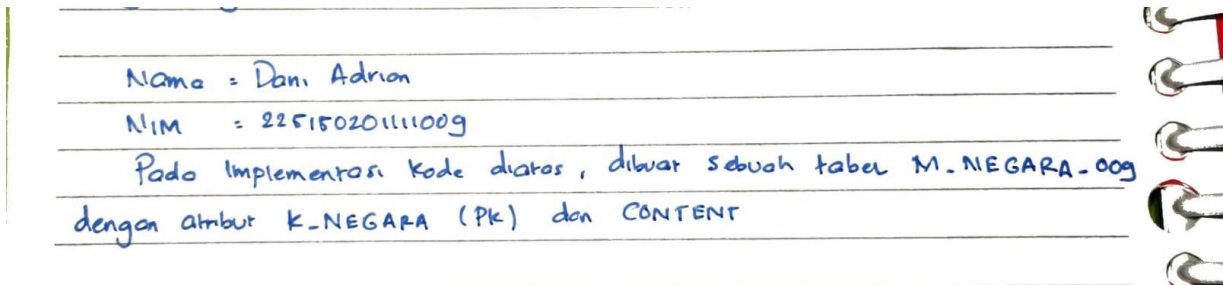 Nama : Dani Adrian
NIM : 225150201111009
Pada Implementasi kode diatas, dibuat sebuah tabel M_NEGARA_009
dengan atribut K_NEGARA (PK) dan CONTENT